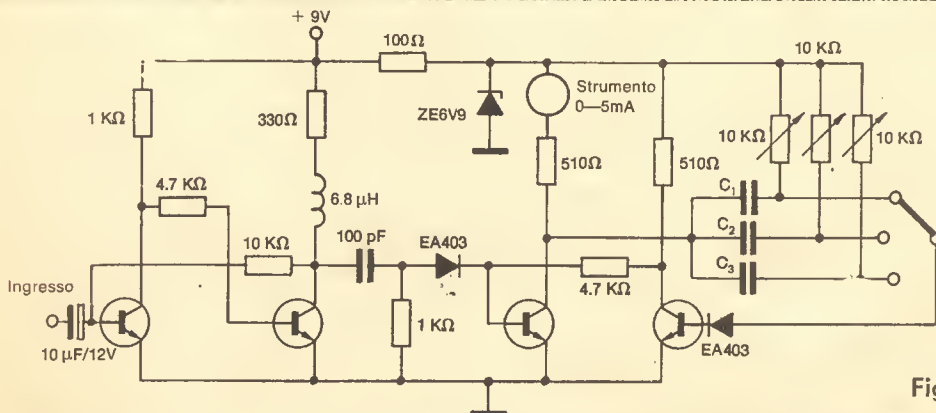 + 9V
100Ω
10 KΩ
1 KΩ
330Ω
ZE6V9
Strumento
0—5mA
10 KΩ
10 KΩ
4.7 KΩ
6.8 µH
510Ω
510Ω
C1
C2
C3
10 KΩ
100 pF
EA403
4.7 KΩ
Ingresso
10 µF/12V
1 KΩ
EA403
Fig